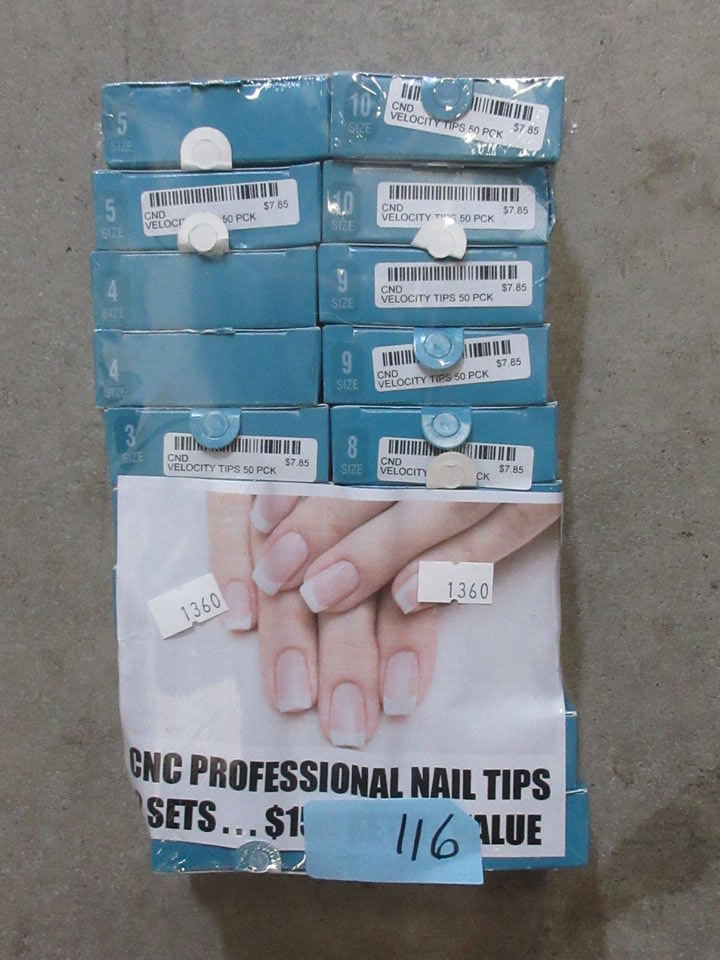 5
SIZE
10
SIZE
CND
VELOCITY TIPS 50 PCK
$7.85
5
SIZE
$7.85
CND
50 PCK
10
SIZE
CND
$7.85
VELOCITY TIPS 50 PCK
4
SIZE
9
SIZE
CND
$7.85
VELOCITY TIPS 50 PCK
4
SIZE
9
SIZE
CND
$7.85
VELOCITY TIPS 50 PCK
3
SIZE
CND
VELOCITY TIPS 50 PCK
$7.85
8
SIZE
CND
VELOCITY
$7.85
1360
1360
CNC PROFESSIONAL NAIL TIPS
SETS . . .
116